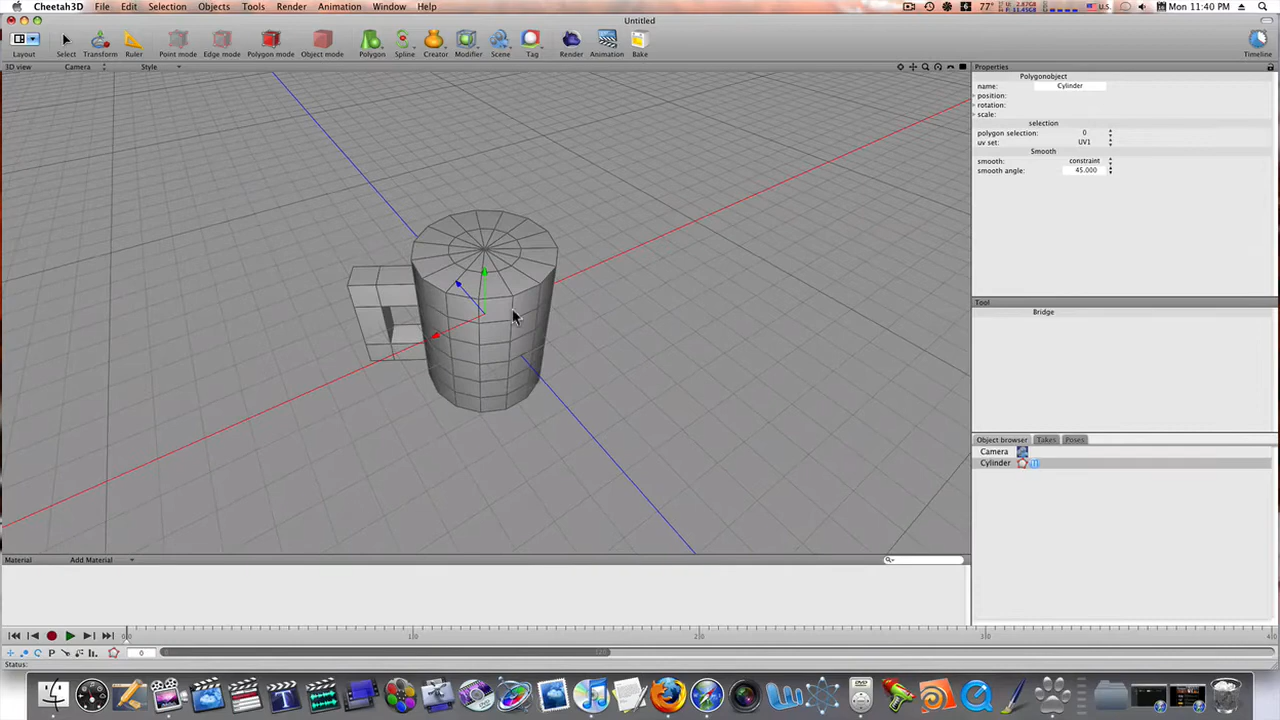 Cheetah3D File Edit Selection Objects Tools Render Animation Window Help 77° U.S. Mon 11:40 PM
Untitled
Layout Select Transform Ruler Point mode Edge mode Polygon mode Object mode Polygon Spline Creator Modifier Scene Tag Render Animation Bake Timeline
3D view Camera Style Properties
Polygonobject
name: Cylinder
position:
rotation:
scale:
selection
polygon selection: 0
uv set: UV1
Smooth
smooth: constraint
smooth angle: 45.000
Tool
Bridge
Object browser Takes Poses
Camera
Cylinder
Material Add Material
0
Status: